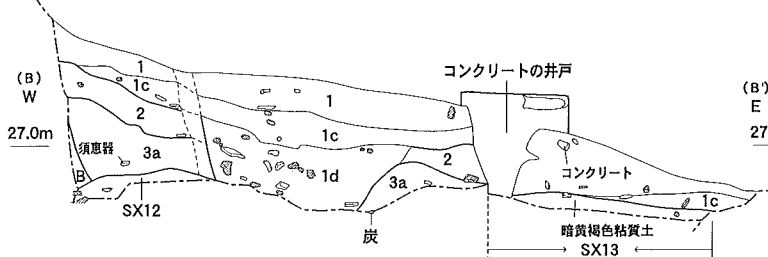 (B)
W
27.0m
1
1c
2
須恵器
3a
B
SX12
1
1c
1d
2
3a
炭
コンクリートの井戸
コンクリート
1c
暗黄褐色粘質土
SX13
(B')
E
27